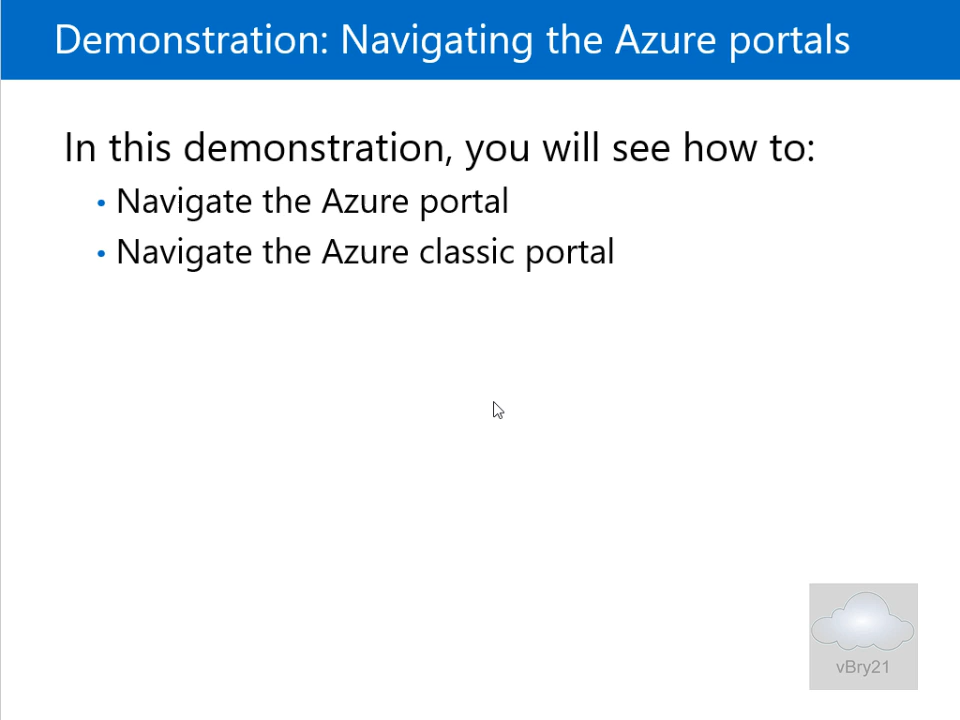 Demonstration: Navigating the Azure portals
In this demonstration, you will see how to:
• Navigate the Azure portal
• Navigate the Azure classic portal
vBry21